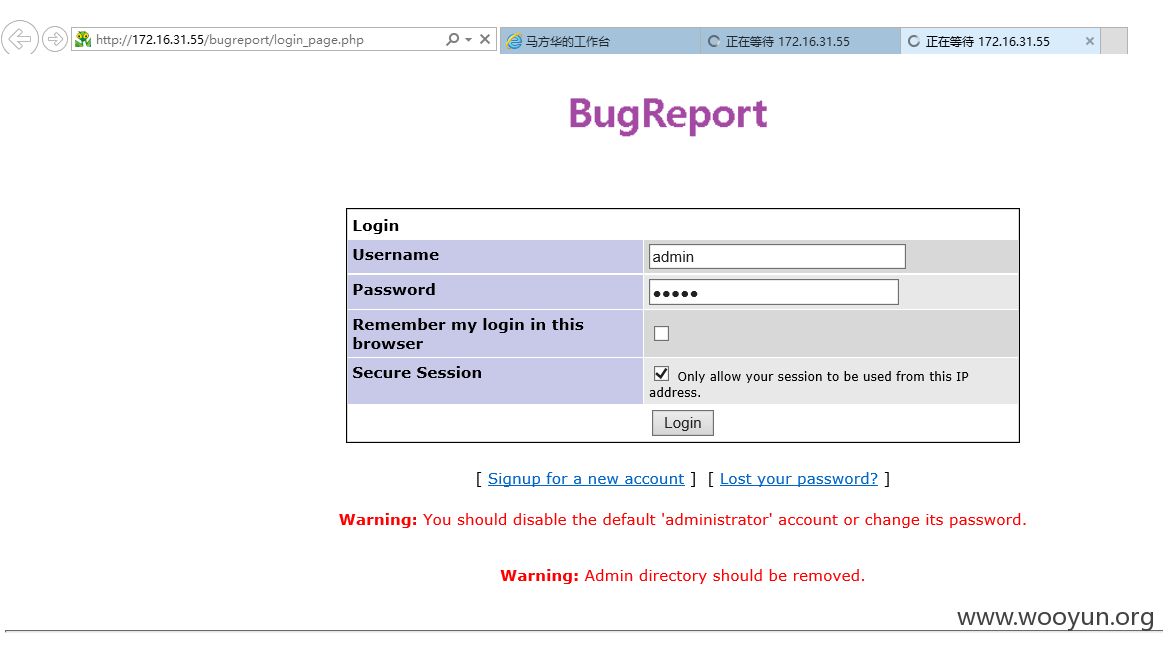 http://172.16.31.55/bugreport/login_page.php 马方华的工作台 正在等待 172.16.31.55 正在等待 172.16.31.55
BugReport
Login
Username admin
Password •••••
Remember my login in this
browser
Secure Session Only allow your session to be used from this IP
address.
Login
[ Signup for a new account ] [ Lost your password? ]
Warning: You should disable the default 'administrator' account or change its password.
Warning: Admin directory should be removed.
www.wooyun.org